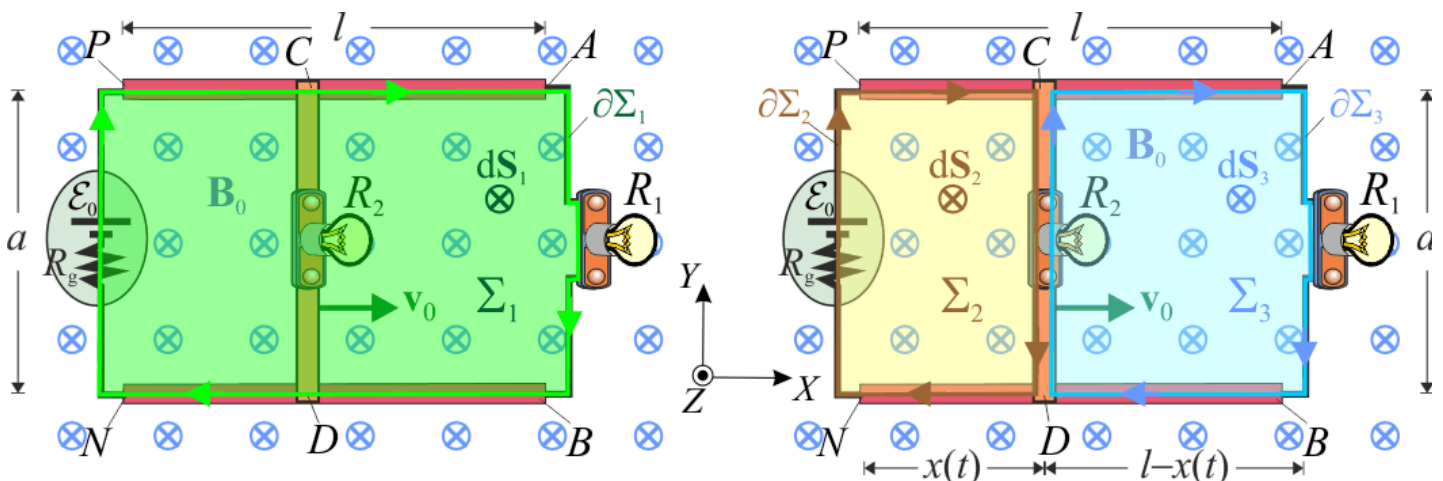 l
P
C
A
∂Σ₁
dS₁
B₀
ℰ₀
R_g
R₂
R₁
a
Σ₁
v₀
N
D
B
Y
X
Z
l
P
C
A
∂Σ₂
∂Σ₃
B₀
dS₂
dS₃
ℰ₀
R_g
R₂
R₁
a
Σ₂
Σ₃
v₀
N
D
B
x(t)
l−x(t)